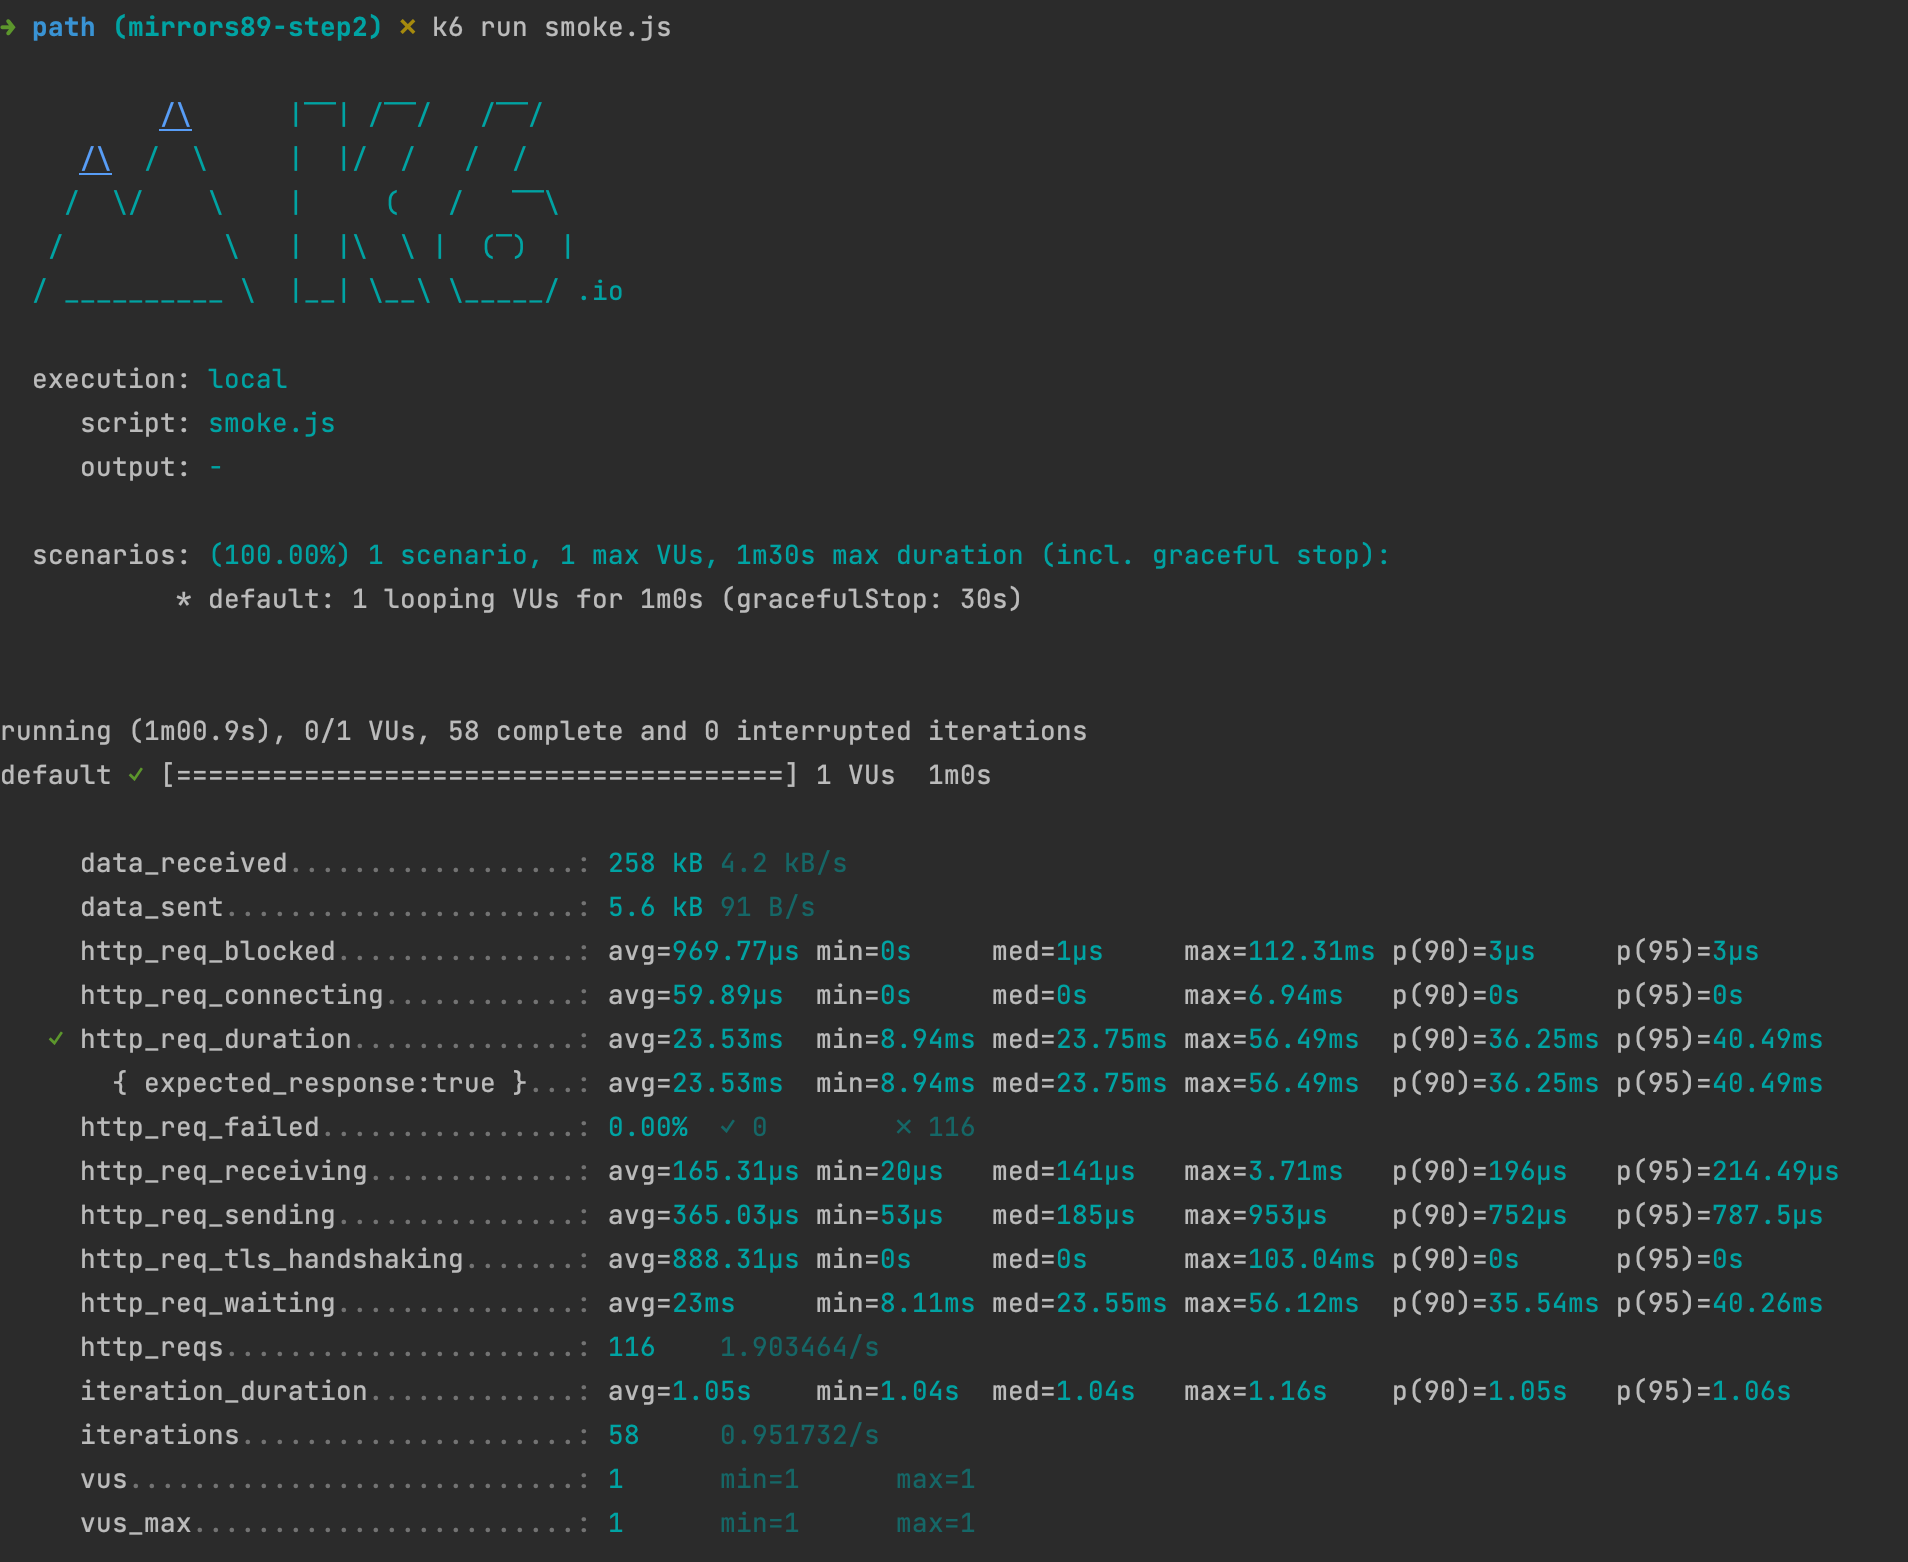 ➜ path (mirrors89-step2) ✗ k6 run smoke.js
          /\      |‾‾| /‾‾/   /‾‾/
     /\  /  \     |  |/  /   /  /
    /  \/    \    |     (   /   ‾‾\
   /          \   |  |\  \ |  (‾)  |
  / __________ \  |__| \__\ \_____/ .io
execution: local
script: smoke.js
output: -
scenarios: (100.00%) 1 scenario, 1 max VUs, 1m30s max duration (incl. graceful stop):
* default: 1 looping VUs for 1m0s (gracefulStop: 30s)
running (1m00.9s), 0/1 VUs, 58 complete and 0 interrupted iterations
default ✓ [======================================] 1 VUs  1m0s
data_received..................: 258 kB 4.2 kB/s
data_sent......................: 5.6 kB 91 B/s
http_req_blocked...............: avg=969.77µs min=0s     med=1µs     max=112.31ms p(90)=3µs     p(95)=3µs
http_req_connecting............: avg=59.89µs  min=0s     med=0s      max=6.94ms   p(90)=0s      p(95)=0s
✓ http_req_duration..............: avg=23.53ms  min=8.94ms med=23.75ms max=56.49ms  p(90)=36.25ms p(95)=40.49ms
{ expected_response:true }...: avg=23.53ms  min=8.94ms med=23.75ms max=56.49ms  p(90)=36.25ms p(95)=40.49ms
http_req_failed................: 0.00%  ✓ 0        ✗ 116
http_req_receiving.............: avg=165.31µs min=20µs   med=141µs   max=3.71ms   p(90)=196µs   p(95)=214.49µs
http_req_sending...............: avg=365.03µs min=53µs   med=185µs   max=953µs    p(90)=752µs   p(95)=787.5µs
http_req_tls_handshaking.......: avg=888.31µs min=0s     med=0s      max=103.04ms p(90)=0s      p(95)=0s
http_req_waiting...............: avg=23ms     min=8.11ms med=23.55ms max=56.12ms  p(90)=35.54ms p(95)=40.26ms
http_reqs......................: 116    1.903464/s
iteration_duration.............: avg=1.05s    min=1.04s  med=1.04s   max=1.16s    p(90)=1.05s   p(95)=1.06s
iterations.....................: 58     0.951732/s
vus............................: 1      min=1      max=1
vus_max........................: 1      min=1      max=1